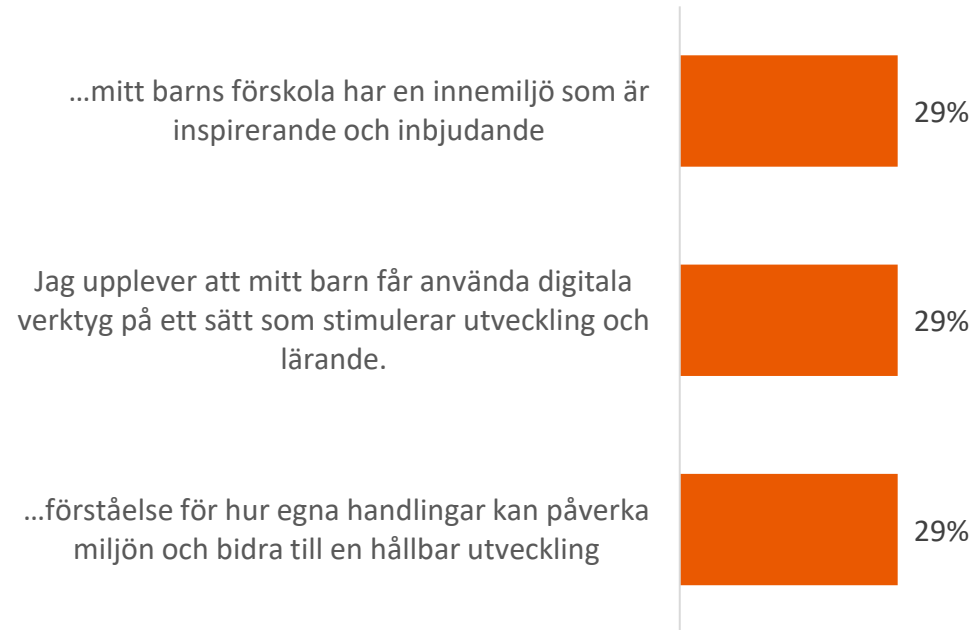 …mitt barns förskola har en innemiljö som är
inspirerande och inbjudande
29%
Jag upplever att mitt barn får använda digitala
verktyg på ett sätt som stimulerar utveckling och
lärande.
29%
…förståelse för hur egna handlingar kan påverka
miljön och bidra till en hållbar utveckling
29%